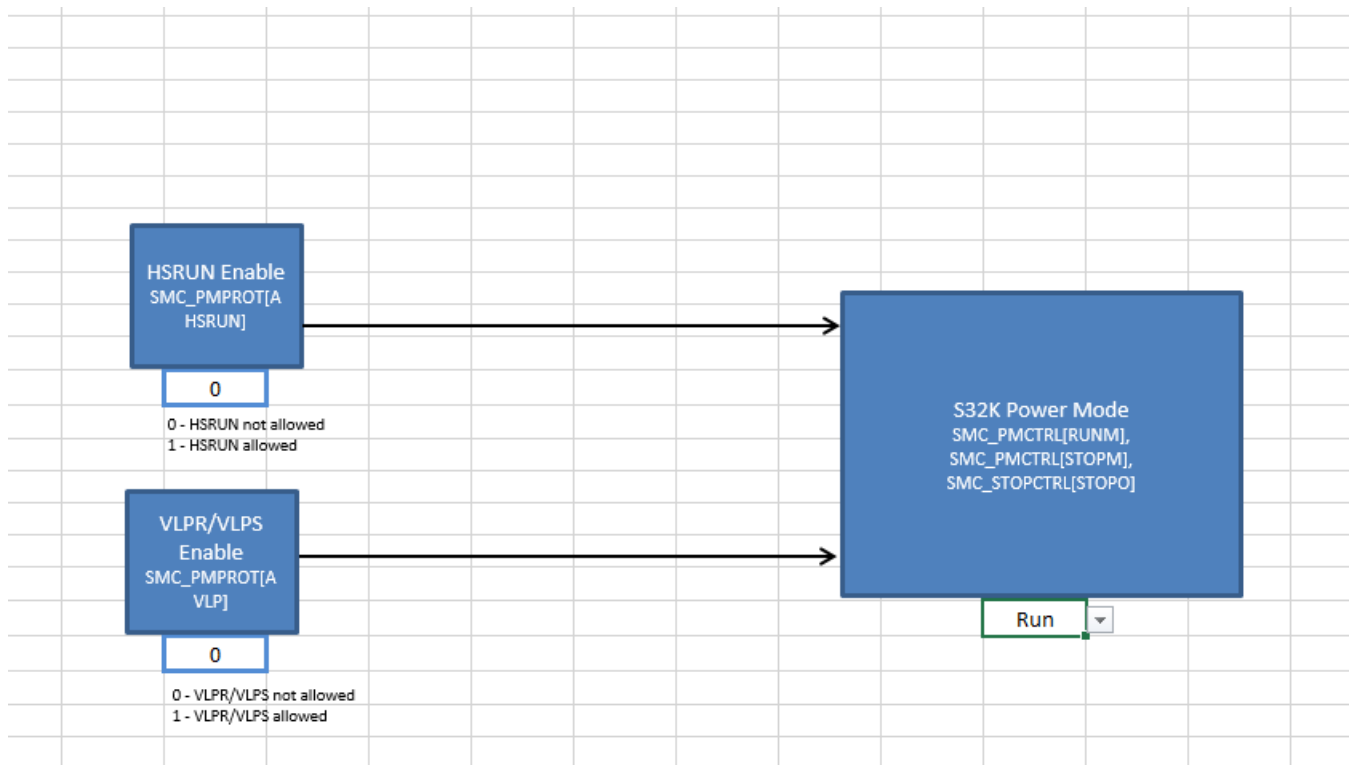 HSRUN Enable
SMC_PMPROT[A
HSRUN]
0
0 - HSRUN not allowed
1 - HSRUN allowed
VLPR/VLPS
Enable
SMC_PMPROT[A
VLP]
0
0 - VLPR/VLPS not allowed
1 - VLPR/VLPS allowed
S32K Power Mode
SMC_PMCTRL[RUNM],
SMC_PMCTRL[STOPM],
SMC_STOPCTRL[STOPO]
Run